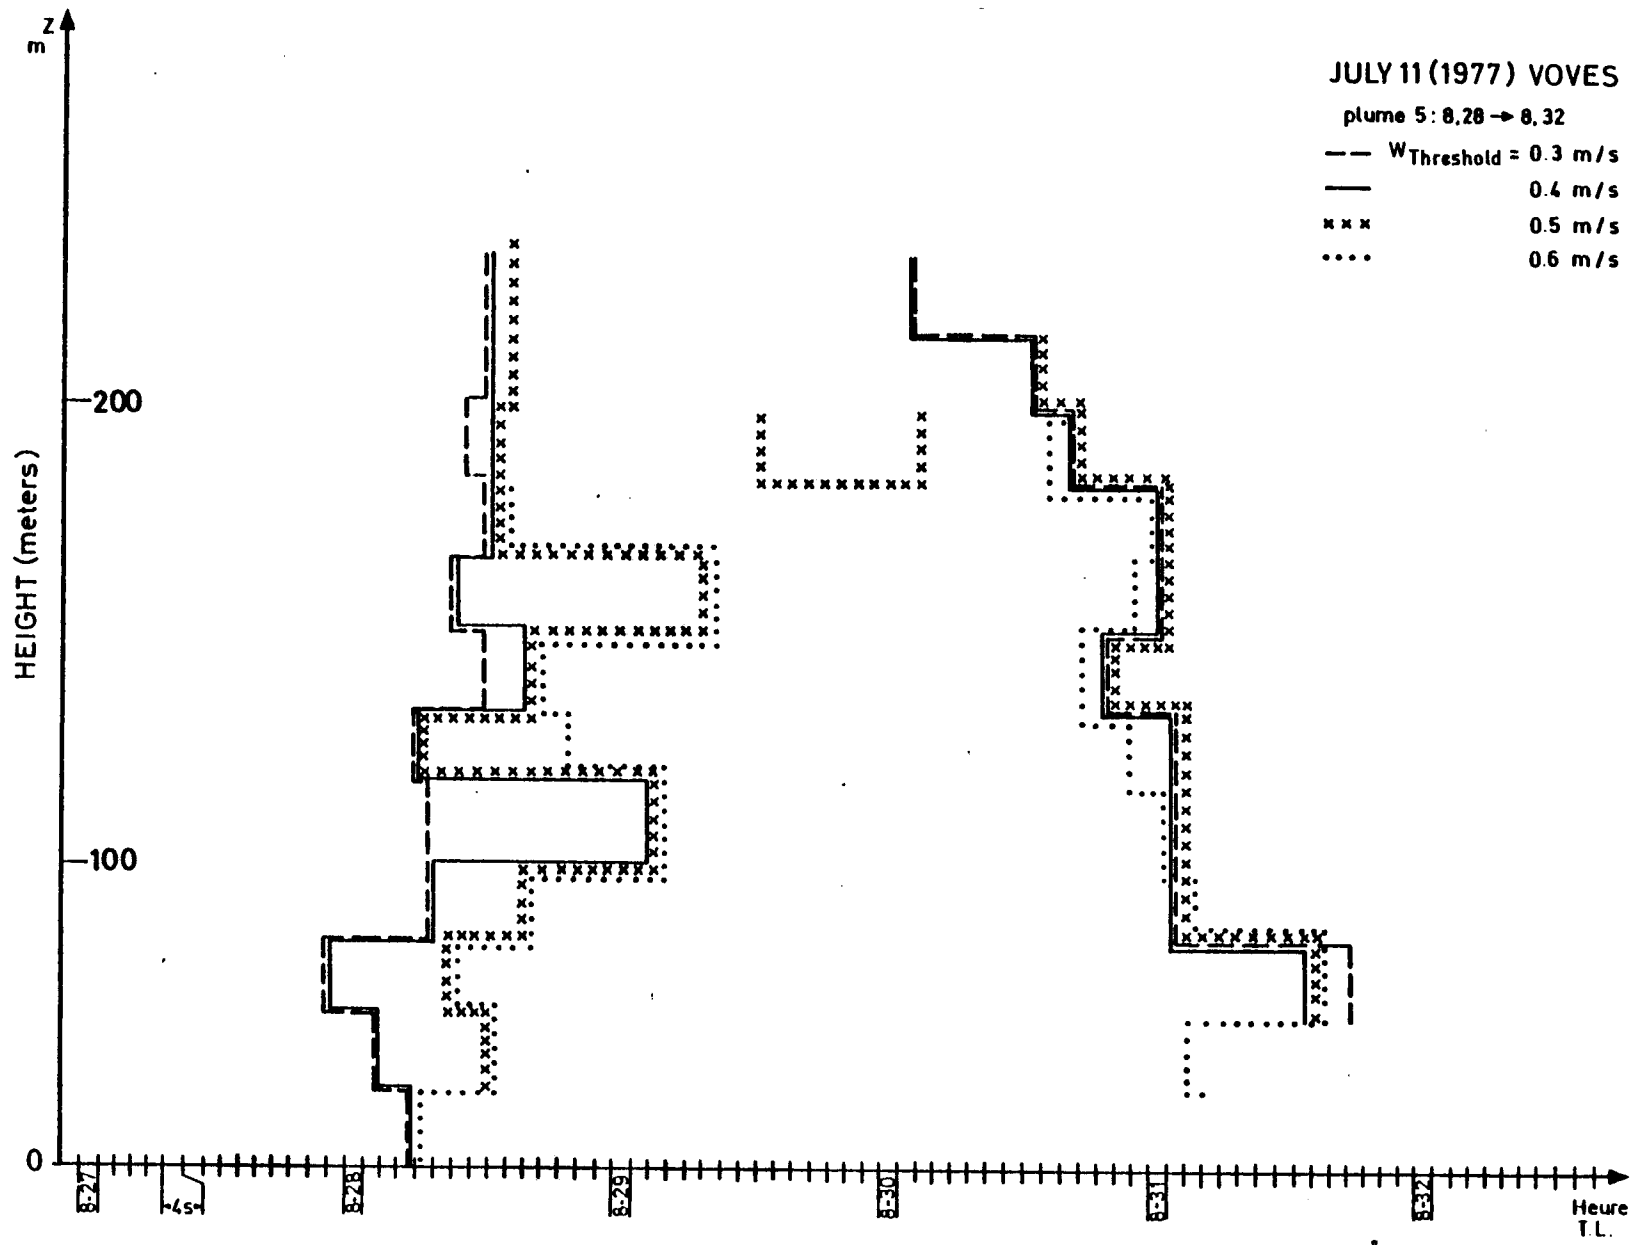 Z
m
JULY 11 (1977) VOVES
plume 5 : 8,28 → 8,32
W Threshold = 0.3 m/s
0.4 m/s
0.5 m/s
0.6 m/s
200
HEIGHT (meters)
100
0
8-27
8-28
8-29
8-30
8-31
8-32
≈4s≈
Heure
T.L.